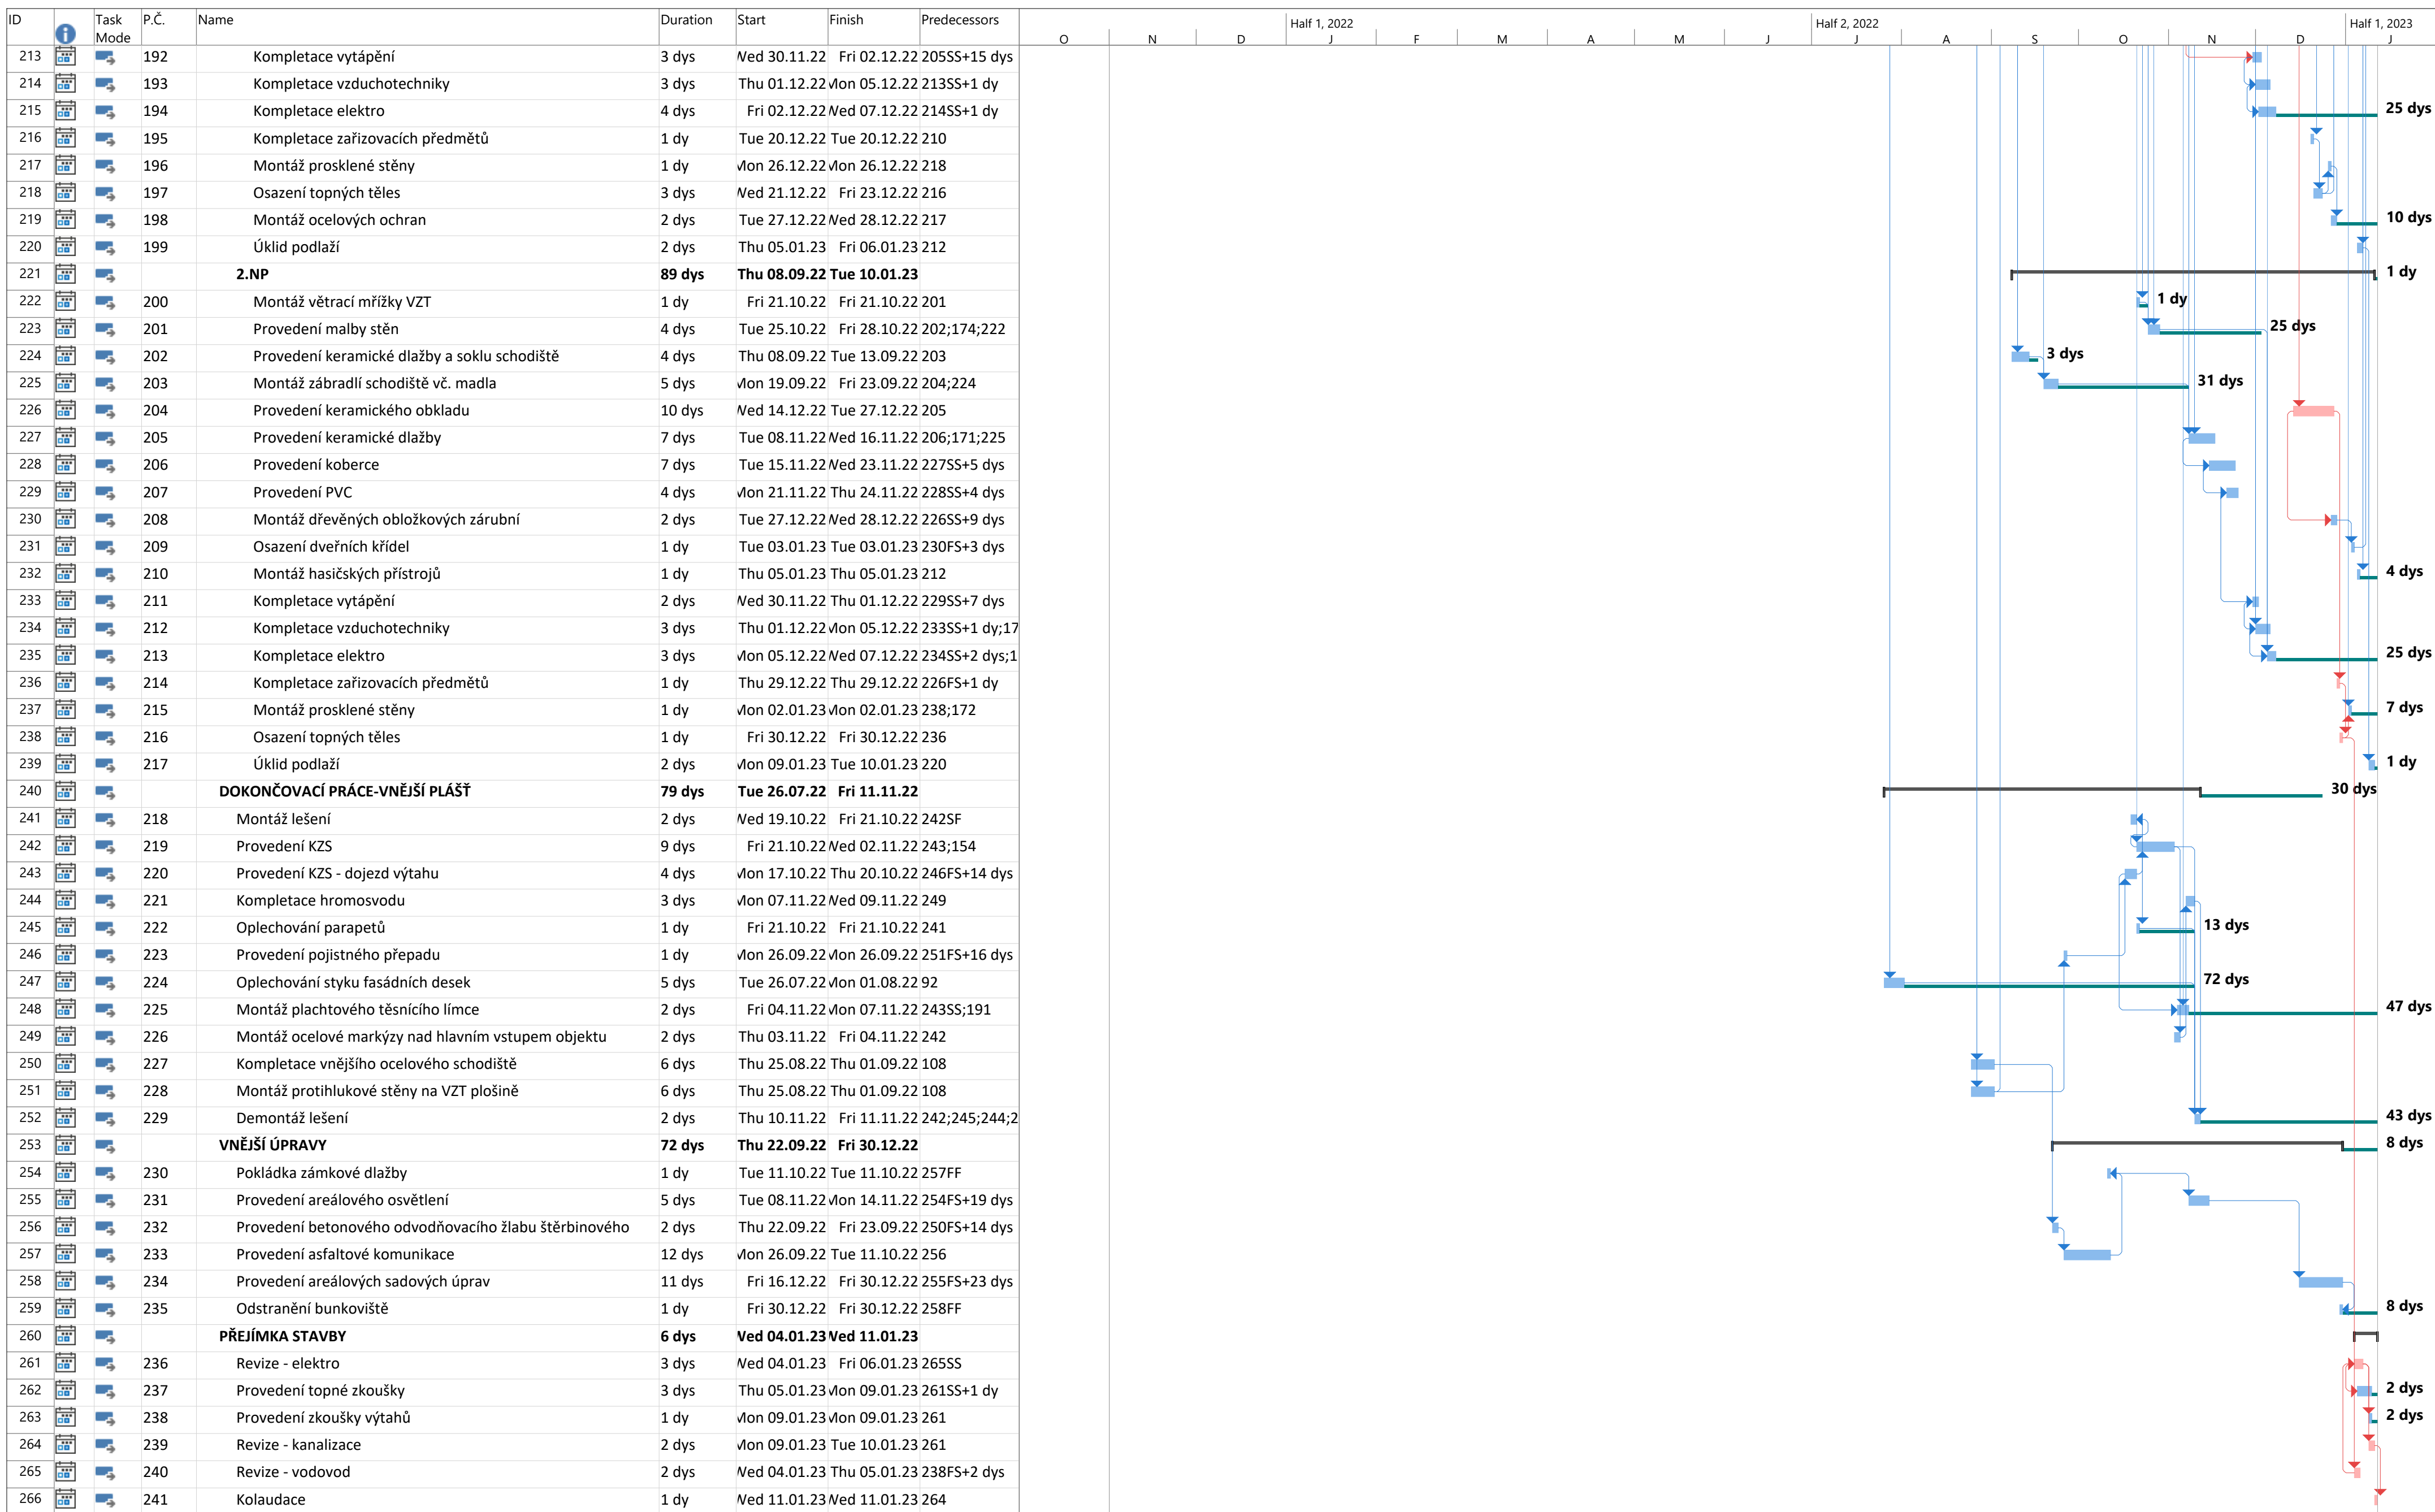 ID Task Mode P.Č. Name Duration Start Finish Predecessors
Half 1, 2022 Half 2, 2022 Half 1, 2023
O N D J F M A M J J A S O N D J
213 192 Kompletace vytápění 3 dys Wed 30.11.22 Fri 02.12.22 205SS+15 dys
214 193 Kompletace vzduchotechniky 3 dys Thu 01.12.22 Mon 05.12.22 213SS+1 dy
215 194 Kompletace elektro 4 dys Fri 02.12.22 Wed 07.12.22 214SS+1 dy 25 dys
216 195 Kompletace zařizovacích předmětů 1 dy Tue 20.12.22 Tue 20.12.22 210
217 196 Montáž prosklené stěny 1 dy Mon 26.12.22 Mon 26.12.22 218
218 197 Osazení topných těles 3 dys Wed 21.12.22 Fri 23.12.22 216
219 198 Montáž ocelových ochran 2 dys Tue 27.12.22 Wed 28.12.22 217 10 dys
220 199 Úklid podlaží 2 dys Thu 05.01.23 Fri 06.01.23 212
221 2.NP 89 dys Thu 08.09.22 Tue 10.01.23 1 dy
222 200 Montáž větrací mřížky VZT 1 dy Fri 21.10.22 Fri 21.10.22 201 1 dy
223 201 Provedení malby stěn 4 dys Tue 25.10.22 Fri 28.10.22 202;174;222 25 dys
224 202 Provedení keramické dlažby a soklu schodiště 4 dys Thu 08.09.22 Tue 13.09.22 203 3 dys
225 203 Montáž zábradlí schodiště vč. madla 5 dys Mon 19.09.22 Fri 23.09.22 204;224 31 dys
226 204 Provedení keramického obkladu 10 dys Wed 14.12.22 Tue 27.12.22 205
227 205 Provedení keramické dlažby 7 dys Tue 08.11.22 Wed 16.11.22 206;171;225
228 206 Provedení koberce 7 dys Tue 15.11.22 Wed 23.11.22 227SS+5 dys
229 207 Provedení PVC 4 dys Mon 21.11.22 Thu 24.11.22 228SS+4 dys
230 208 Montáž dřevěných obložkových zárubní 2 dys Tue 27.12.22 Wed 28.12.22 226SS+9 dys
231 209 Osazení dveřních křídel 1 dy Tue 03.01.23 Tue 03.01.23 230FS+3 dys
232 210 Montáž hasičských přístrojů 1 dy Thu 05.01.23 Thu 05.01.23 212 4 dys
233 211 Kompletace vytápění 2 dys Wed 30.11.22 Thu 01.12.22 229SS+7 dys
234 212 Kompletace vzduchotechniky 3 dys Thu 01.12.22 Mon 05.12.22 233SS+1 dy;17
235 213 Kompletace elektro 3 dys Mon 05.12.22 Wed 07.12.22 234SS+2 dys;1 25 dys
236 214 Kompletace zařizovacích předmětů 1 dy Thu 29.12.22 Thu 29.12.22 226FS+1 dy
237 215 Montáž prosklené stěny 1 dy Mon 02.01.23 Mon 02.01.23 238;172 7 dys
238 216 Osazení topných těles 1 dy Fri 30.12.22 Fri 30.12.22 236
239 217 Úklid podlaží 2 dys Mon 09.01.23 Tue 10.01.23 220 1 dy
240 DOKONČOVACÍ PRÁCE-VNĚJŠÍ PLÁŠŤ 79 dys Tue 26.07.22 Fri 11.11.22 30 dys
241 218 Montáž lešení 2 dys Wed 19.10.22 Fri 21.10.22 242SF
242 219 Provedení KZS 9 dys Fri 21.10.22 Wed 02.11.22 243;154
243 220 Provedení KZS - dojezd výtahu 4 dys Mon 17.10.22 Thu 20.10.22 246FS+14 dys
244 221 Kompletace hromosvodu 3 dys Mon 07.11.22 Wed 09.11.22 249
245 222 Oplechování parapetů 1 dy Fri 21.10.22 Fri 21.10.22 241 13 dys
246 223 Provedení pojistného přepadu 1 dy Mon 26.09.22 Mon 26.09.22 251FS+16 dys
247 224 Oplechování styku fasádních desek 5 dys Tue 26.07.22 Mon 01.08.22 92 72 dys
248 225 Montáž plachtového těsnícího límce 2 dys Fri 04.11.22 Mon 07.11.22 243SS;191 47 dys
249 226 Montáž ocelové markýzy nad hlavním vstupem objektu 2 dys Thu 03.11.22 Fri 04.11.22 242
250 227 Kompletace vnějšího ocelového schodiště 6 dys Thu 25.08.22 Thu 01.09.22 108
251 228 Montáž protihlukové stěny na VZT plošině 6 dys Thu 25.08.22 Thu 01.09.22 108
252 229 Demontáž lešení 2 dys Thu 10.11.22 Fri 11.11.22 242;245;244;2 43 dys
253 VNĚJŠÍ ÚPRAVY 72 dys Thu 22.09.22 Fri 30.12.22 8 dys
254 230 Pokládka zámkové dlažby 1 dy Tue 11.10.22 Tue 11.10.22 257FF
255 231 Provedení areálového osvětlení 5 dys Tue 08.11.22 Mon 14.11.22 254FS+19 dys
256 232 Provedení betonového odvodňovacího žlabu štěrbinového 2 dys Thu 22.09.22 Fri 23.09.22 250FS+14 dys
257 233 Provedení asfaltové komunikace 12 dys Mon 26.09.22 Tue 11.10.22 256
258 234 Provedení areálových sadových úprav 11 dys Fri 16.12.22 Fri 30.12.22 255FS+23 dys
259 235 Odstranění bunkoviště 1 dy Fri 30.12.22 Fri 30.12.22 258FF 8 dys
260 PŘEJÍMKA STAVBY 6 dys Wed 04.01.23 Wed 11.01.23
261 236 Revize - elektro 3 dys Wed 04.01.23 Fri 06.01.23 265SS
262 237 Provedení topné zkoušky 3 dys Thu 05.01.23 Mon 09.01.23 261SS+1 dy 2 dys
263 238 Provedení zkoušky výtahů 1 dy Mon 09.01.23 Mon 09.01.23 261 2 dys
264 239 Revize - kanalizace 2 dys Mon 09.01.23 Tue 10.01.23 261
265 240 Revize - vodovod 2 dys Wed 04.01.23 Thu 05.01.23 238FS+2 dys
266 241 Kolaudace 1 dy Wed 11.01.23 Wed 11.01.23 264